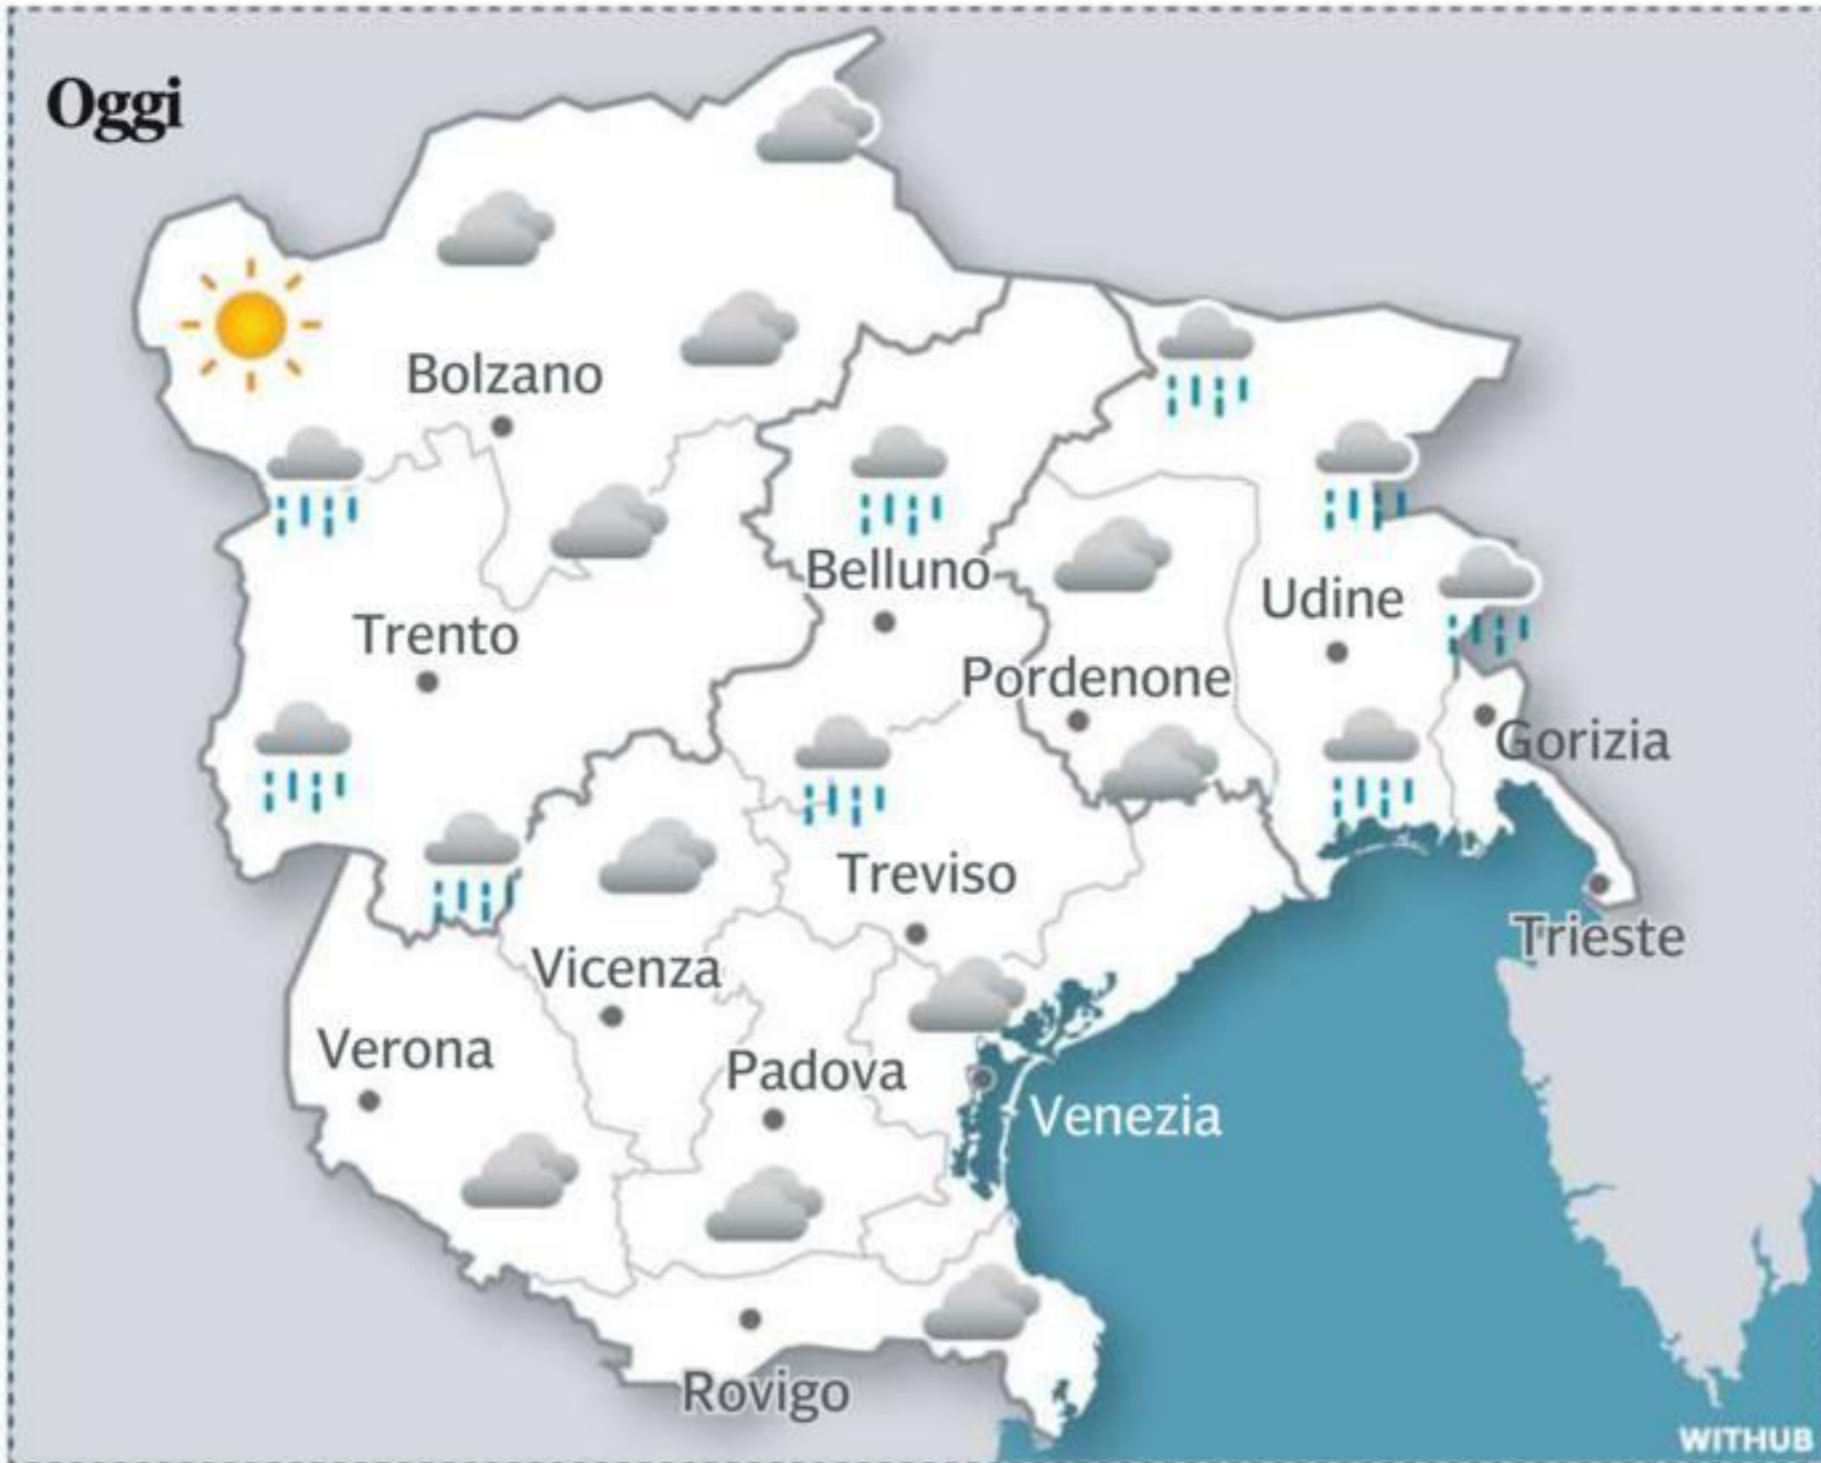 Oggi
Bolzano
Belluno
Udine
Trento
Pordenone
Gorizia
Treviso
Trieste
Vicenza
Verona
Padova
Venezia
Rovigo
WITHUB